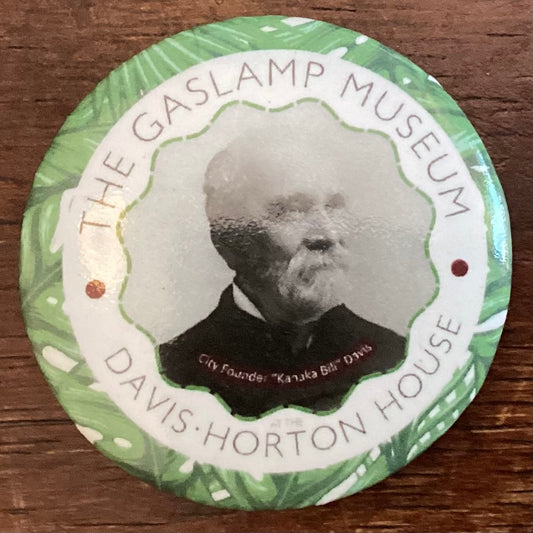 THE GASLAMP MUSEUM
City Founder "Kanaka Bill" Davis
AT THE
DAVIS·HORTON HOUSE